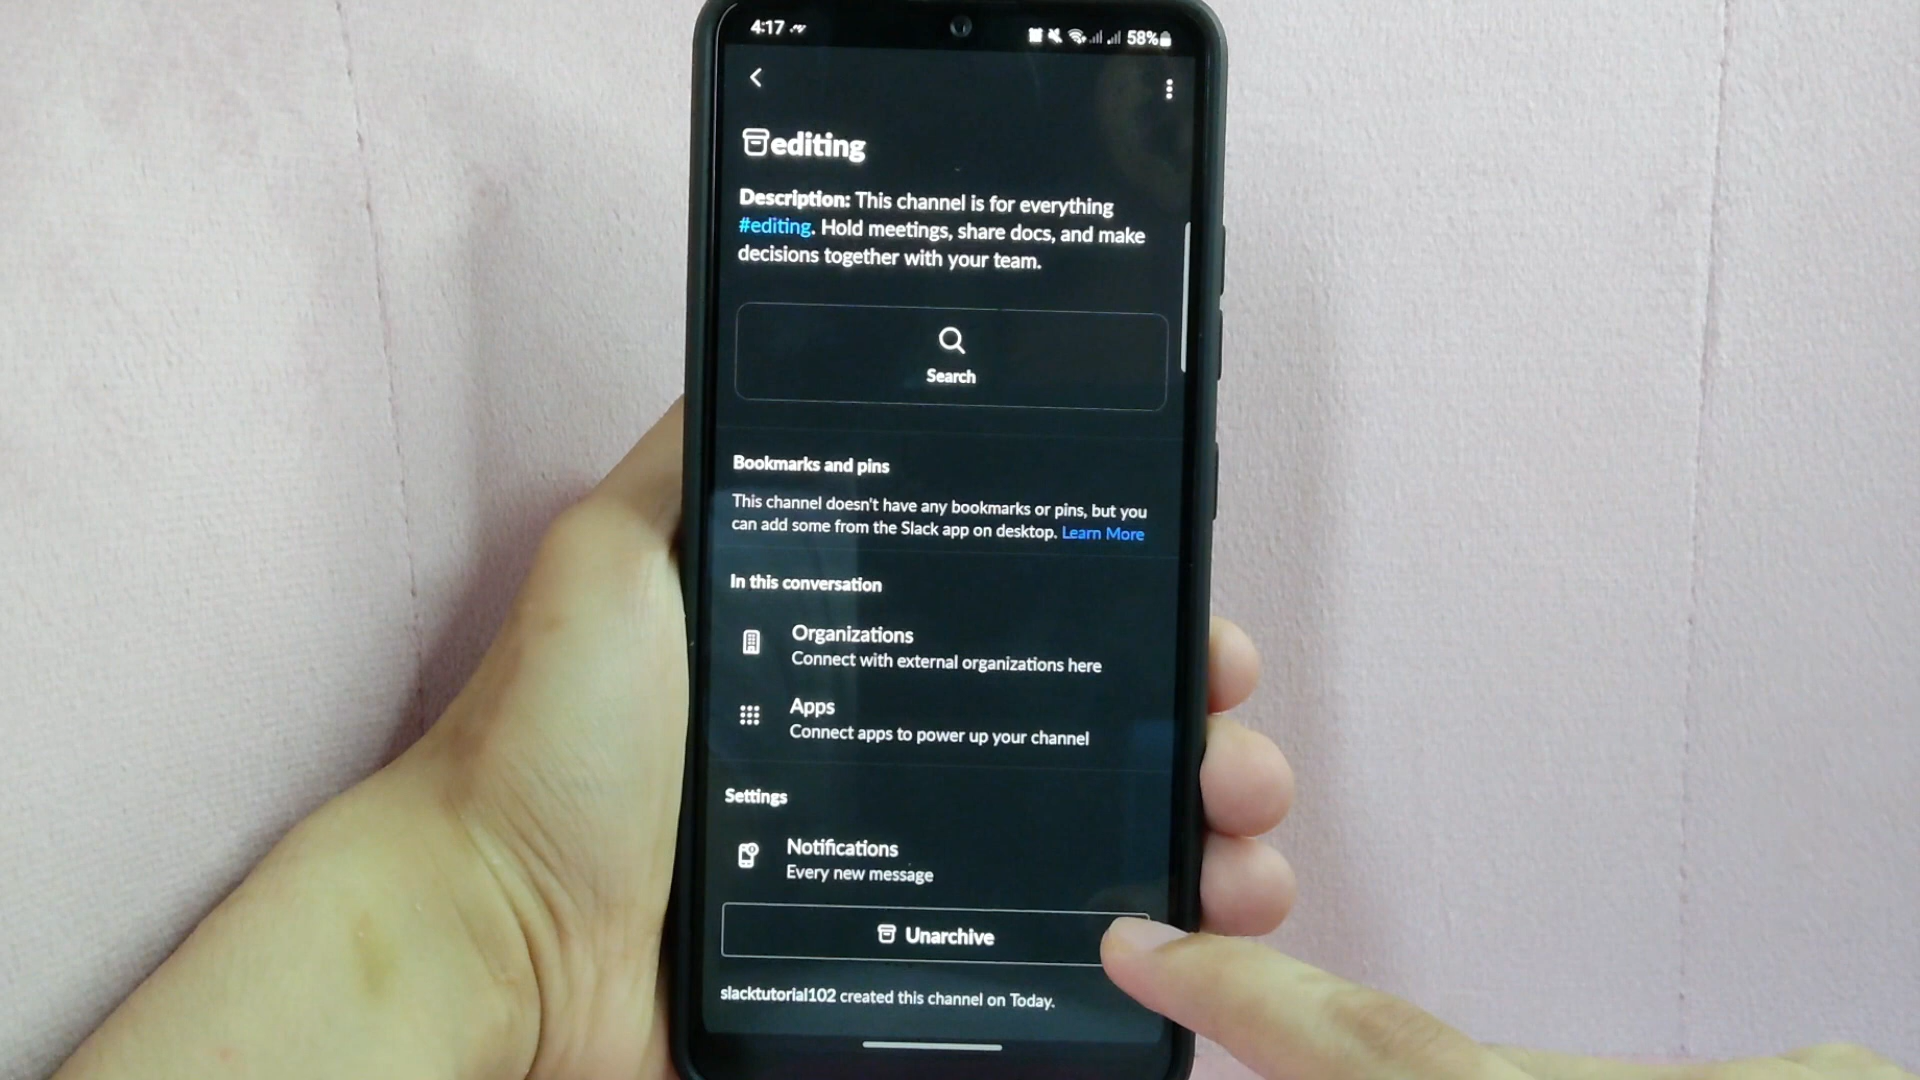 4:17
58%
editing
Description: This channel is for everything
#editing. Hold meetings, share docs, and make
decisions together with your team.
Search
Bookmarks and pins
This channel doesn't have any bookmarks or pins, but you
can add some from the Slack app on desktop. Learn More
In this conversation
Organizations
Connect with external organizations here
Apps
Connect apps to power up your channel
Settings
Notifications
Every new message
Unarchive
slacktutorial102 created this channel on Today.